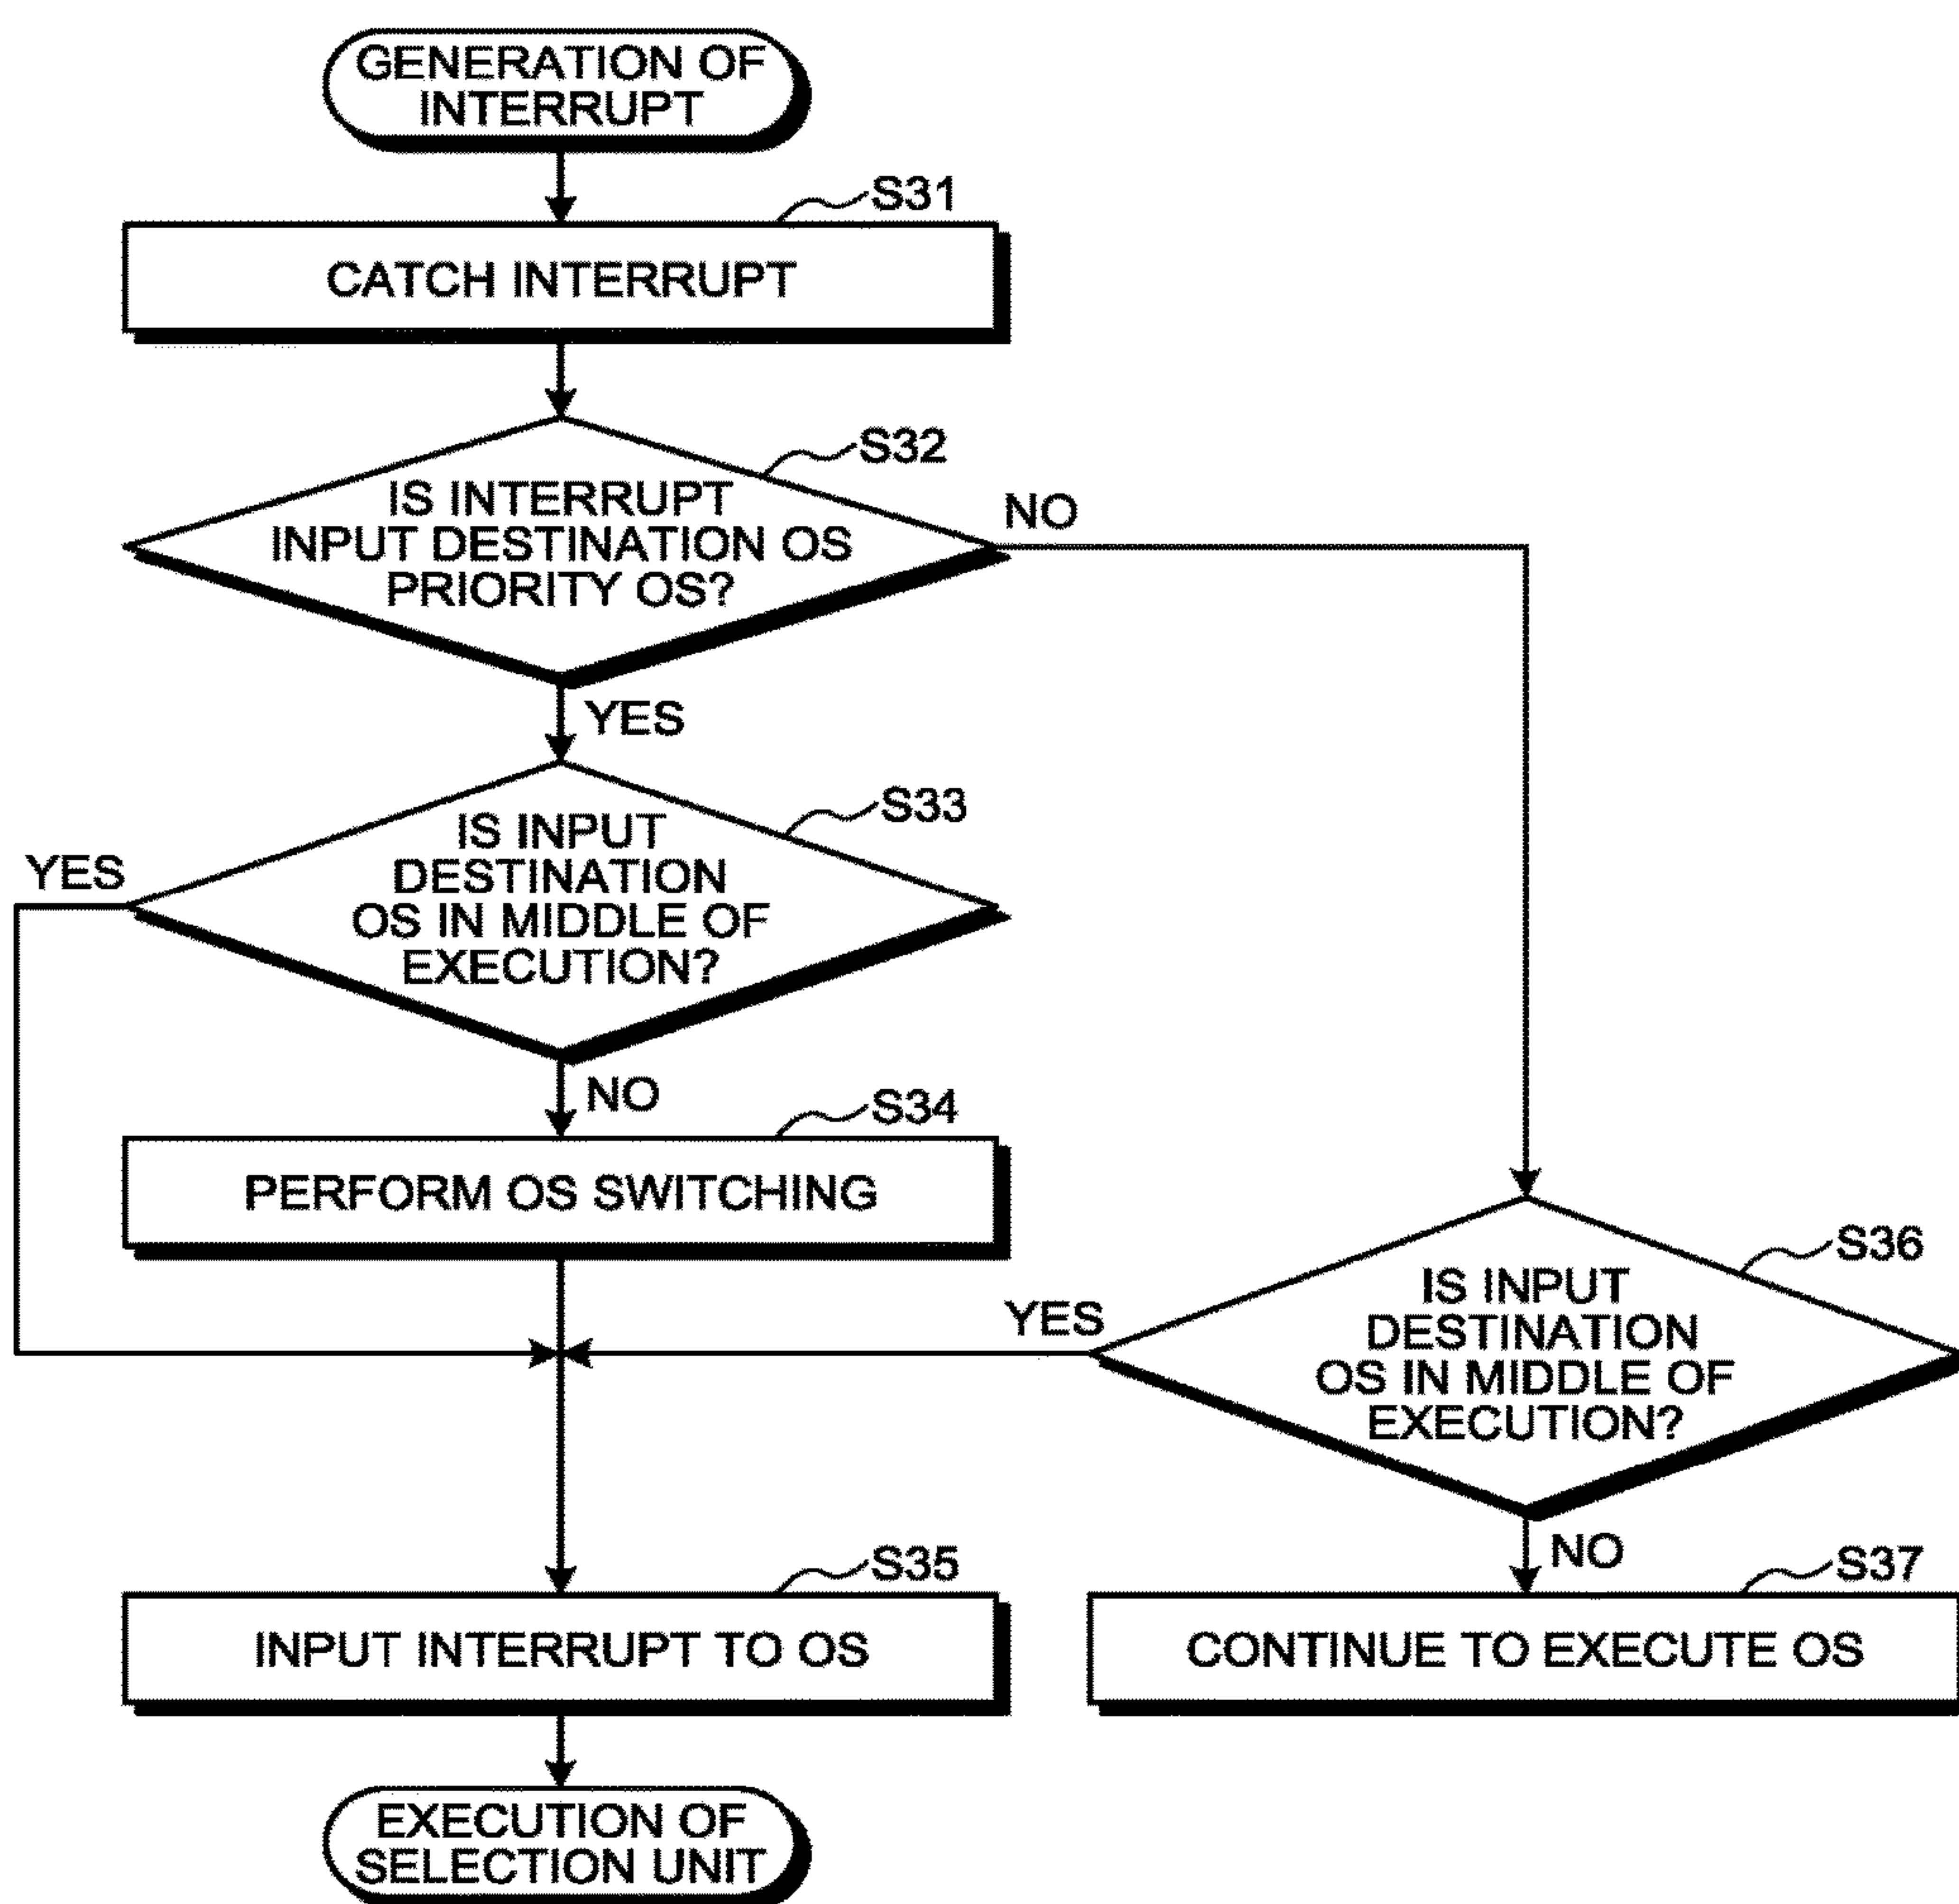 GENERATION OF
INTERRUPT
S31
CATCH INTERRUPT
S32
IS INTERRUPT
INPUT DESTINATION OS
PRIORITY OS?
NO
YES
S33
IS INPUT
DESTINATION
OS IN MIDDLE OF
EXECUTION?
YES
NO
S34
PERFORM OS SWITCHING
S36
IS INPUT
DESTINATION
OS IN MIDDLE OF
EXECUTION?
YES
NO
S35
INPUT INTERRUPT TO OS
S37
CONTINUE TO EXECUTE OS
EXECUTION OF
SELECTION UNIT